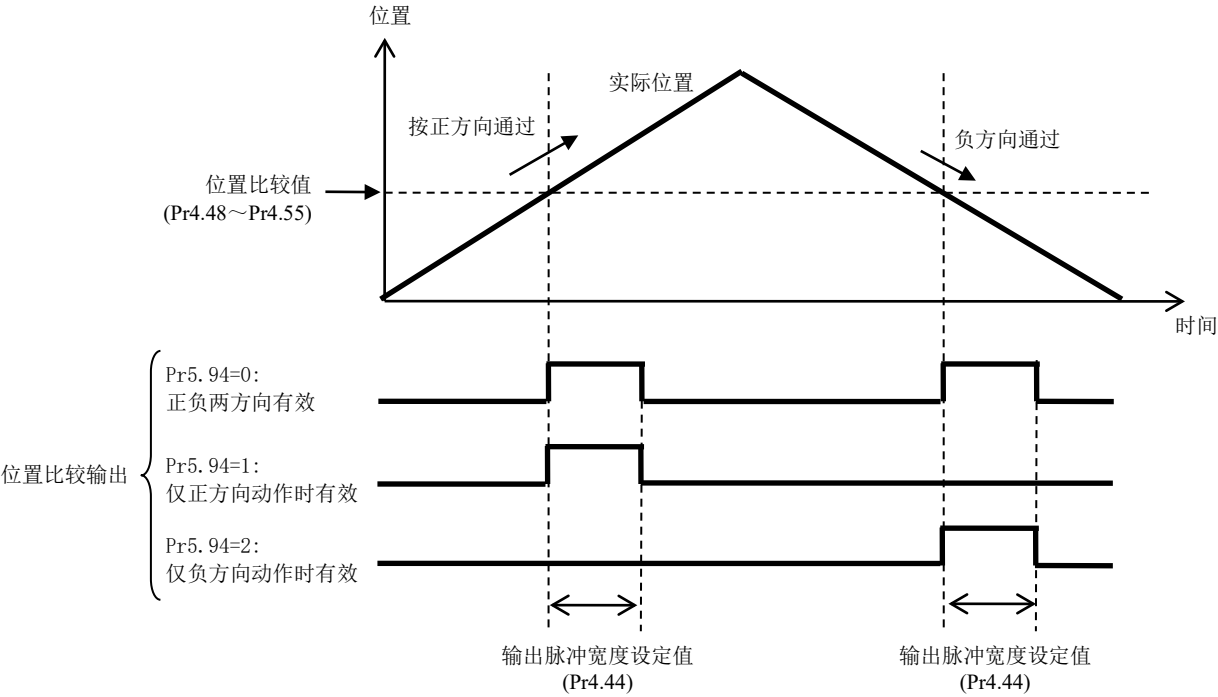 位置
实际位置
按正方向通过
负方向通过
位置比较值
(Pr4.48～Pr4.55)
时间
Pr5.94=0:
正负两方向有效
位置比较输出
Pr5.94=1:
仅正方向动作时有效
Pr5.94=2:
仅负方向动作时有效
输出脉冲宽度设定值
(Pr4.44)
输出脉冲宽度设定值
(Pr4.44)